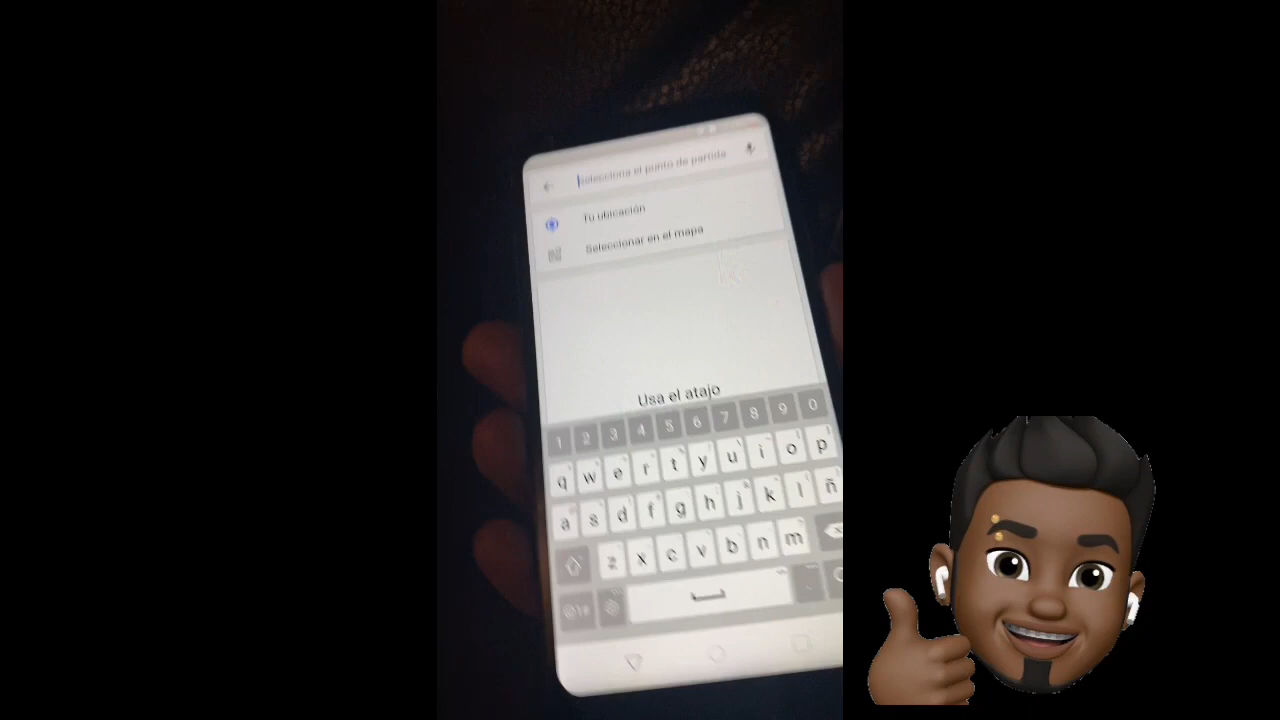 Selecciona el punto de partida
Tu ubicación
Seleccionar en el mapa
Usa el atajo
1 2 3 4 5 6 7 8 9 0
q w e r t y u i o p
a s d f g h j k l ñ
z x c v b n m